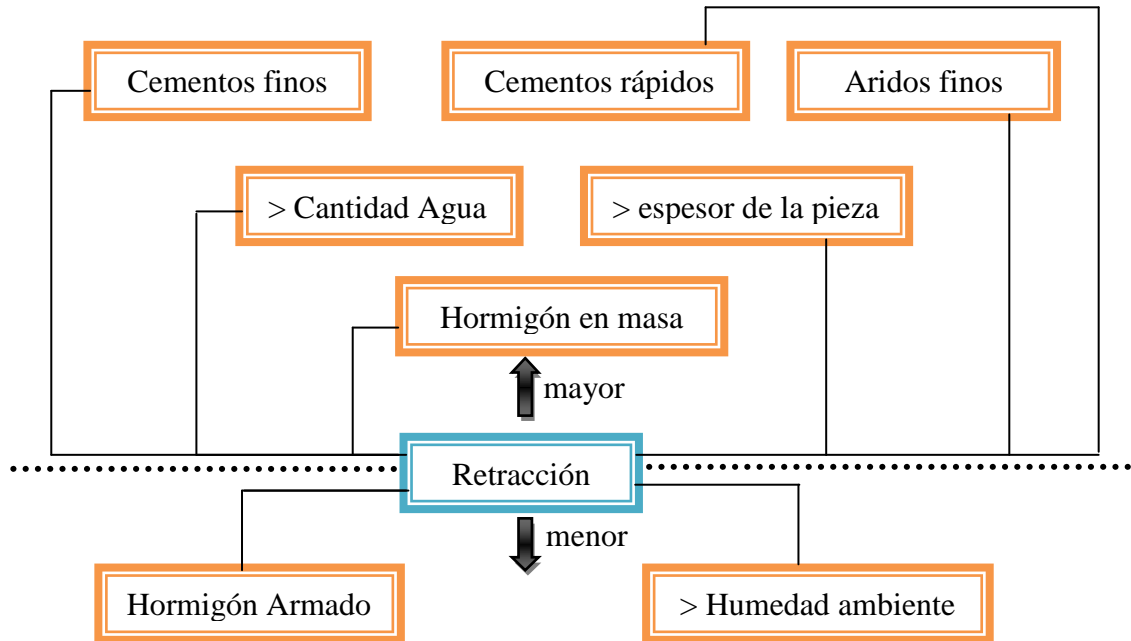 Cementos finos
Cementos rápidos
Aridos finos
> Cantidad Agua
> espesor de la pieza
Hormigón en masa
mayor
Retracción
menor
Hormigón Armado
> Humedad ambiente